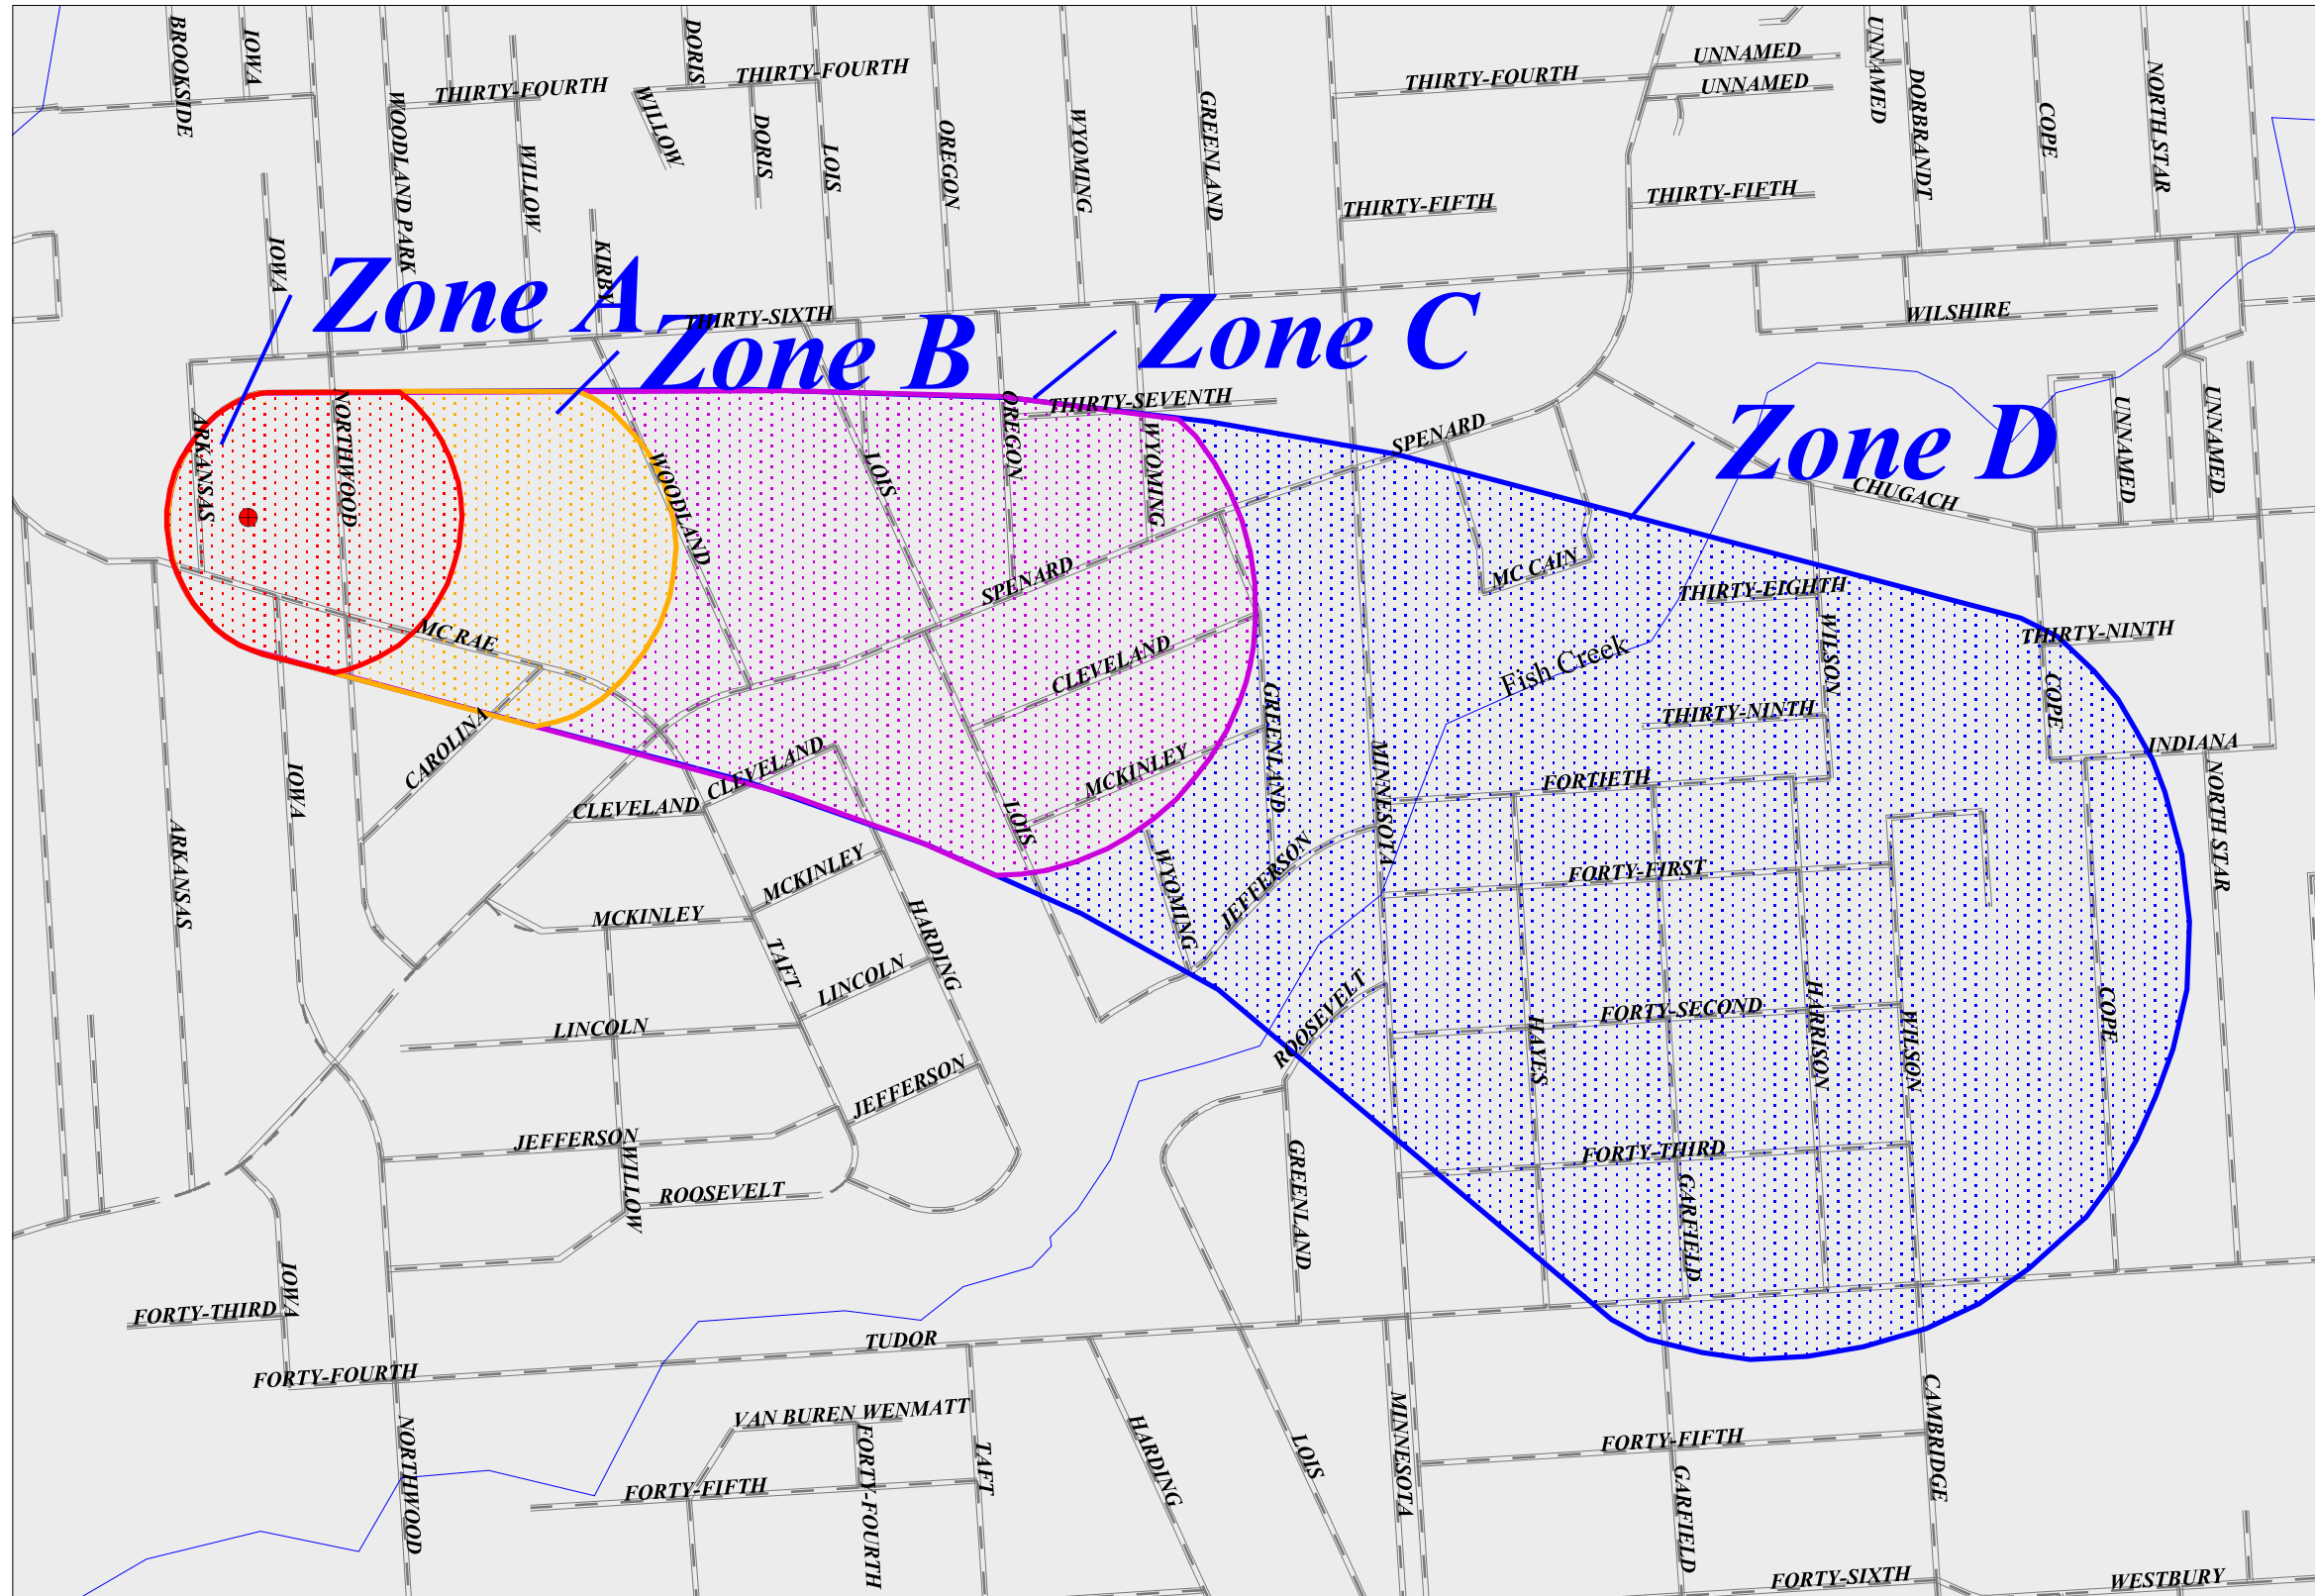 BROOKSIDE
IOWA
DORIS
UNNAMED
UNNAMED
UNNAMED
THIRTY-FOURTH
THIRTY-FOURTH
THIRTY-FOURTH
WOODLAND PARK
WILLOW
WILLOW
DORIS
LOIS
OREGON
WYOMING
GREENLAND
DORBRANDT
COPE
NORTH STAR
THIRTY-FIFTH
THIRTY-FIFTH
IOWA
KIRBY
Zone A
THIRTY-SIXTH
Zone B
Zone C
WILSHIRE
ARKANSAS
NORTHWOOD
WOODLAND
LOIS
OREGON
THIRTY-SEVENTH
WYOMING
SPENARD
Zone D
CHUGACH
UNNAMED
UNNAMED
SPENARD
MC CAIN
THIRTY-EIGHTH
WILSON
THIRTY-NINTH
MC RAE
CLEVELAND
Fish Creek
COPE
CAROLINA
CLEVELAND
GREENLAND
THIRTY-NINTH
INDIANA
IOWA
CLEVELAND
MCKINLEY
MINNESOTA
FORTIETH
NORTH STAR
ARKANSAS
MCKINLEY
LOIS
WYOMING
JEFFERSON
FORTY-FIRST
MCKINLEY
HARDING
TAFT
LINCOLN
LINCOLN
ROOSEVELT
HAYES
FORTY-SECOND
HARRISON
WILSON
COPE
JEFFERSON
JEFFERSON
WILLOW
ROOSEVELT
GREENLAND
FORTY-THIRD
GARFIELD
IOWA
FORTY-THIRD
TUDOR
FORTY-FOURTH
NORTHWOOD
VAN BUREN WENMATT
FORTY-FOURTH
FORTY-FIFTH
TAFT
HARDING
LOIS
MINNESOTA
FORTY-FIFTH
GARFIELD
CAMBRIDGE
FORTY-SIXTH
WESTBURY